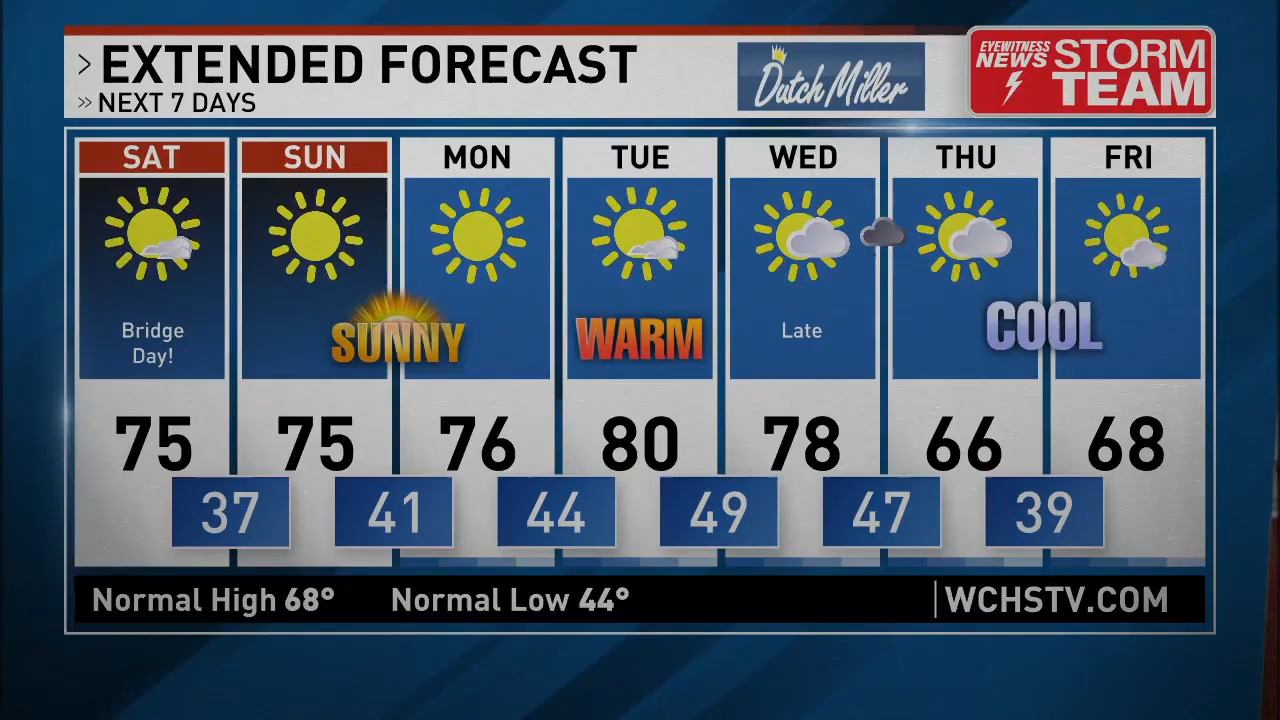 > EXTENDED FORECAST
» NEXT 7 DAYS
Dutch Miller
EYEWITNESS
NEWS
STORM
TEAM
SAT SUN MON TUE WED THU FRI
Bridge
Day!
SUNNY
WARM
Late
COOL
75 75 76 80 78 66 68
37 41 44 49 47 39
Normal High 68° Normal Low 44° |WCHSTV.COM